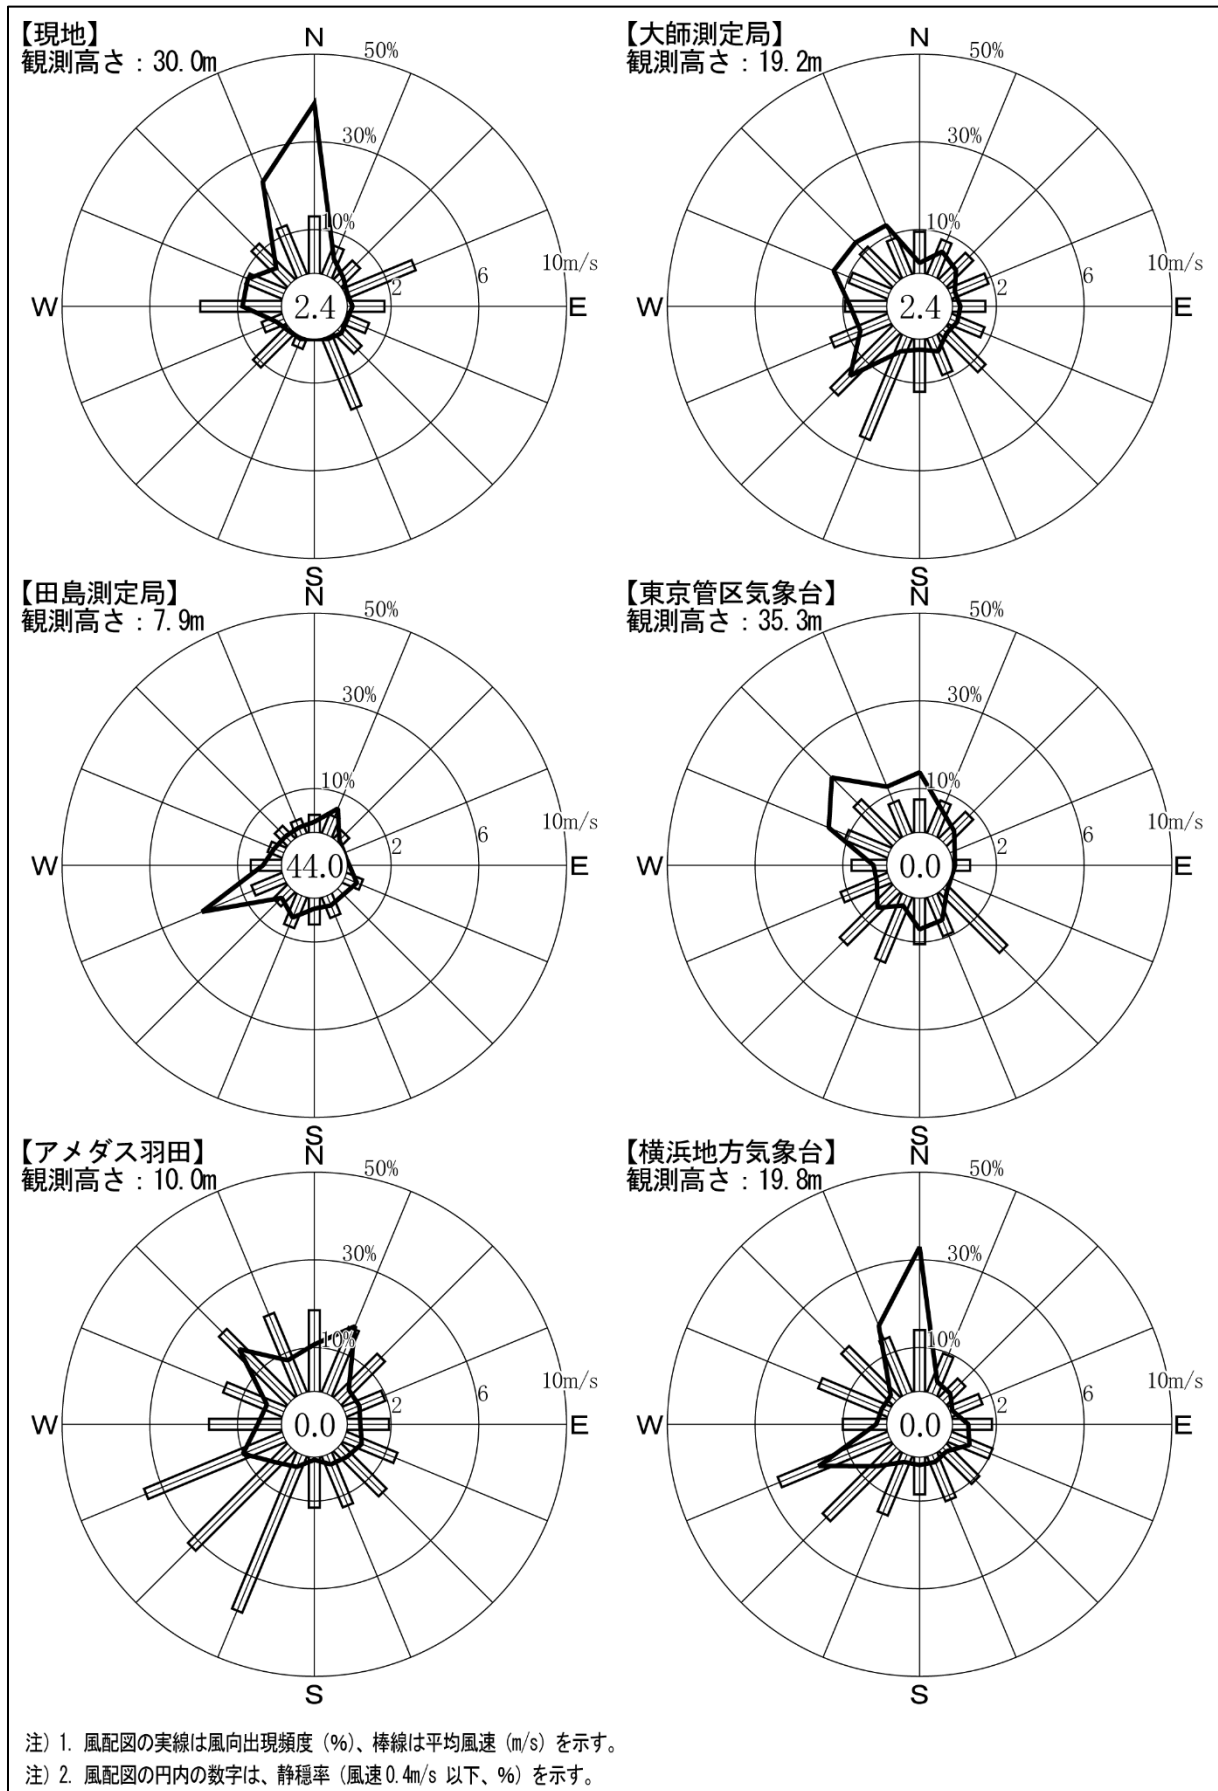 【現地】
観測高さ：30.0m
N
50%
30%
10%
10m/s
6
2
W
2.4
E
S
【大師測定局】
観測高さ：19.2m
N
50%
30%
10%
10m/s
6
2
W
2.4
E
S
【田島測定局】
観測高さ：7.9m
N
50%
30%
10%
10m/s
6
2
W
44.0
E
S
【東京管区気象台】
観測高さ：35.3m
N
50%
30%
10%
10m/s
6
2
W
0.0
E
S
【アメダス羽田】
観測高さ：10.0m
N
50%
30%
10%
10m/s
6
2
W
0.0
E
S
【横浜地方気象台】
観測高さ：19.8m
N
50%
30%
10%
10m/s
6
2
W
0.0
E
S
注）1. 風配図の実線は風向出現頻度（%）、棒線は平均風速（m/s）を示す。
注）2. 風配図の円内の数字は、静穏率（風速0.4m/s 以下、%）を示す。